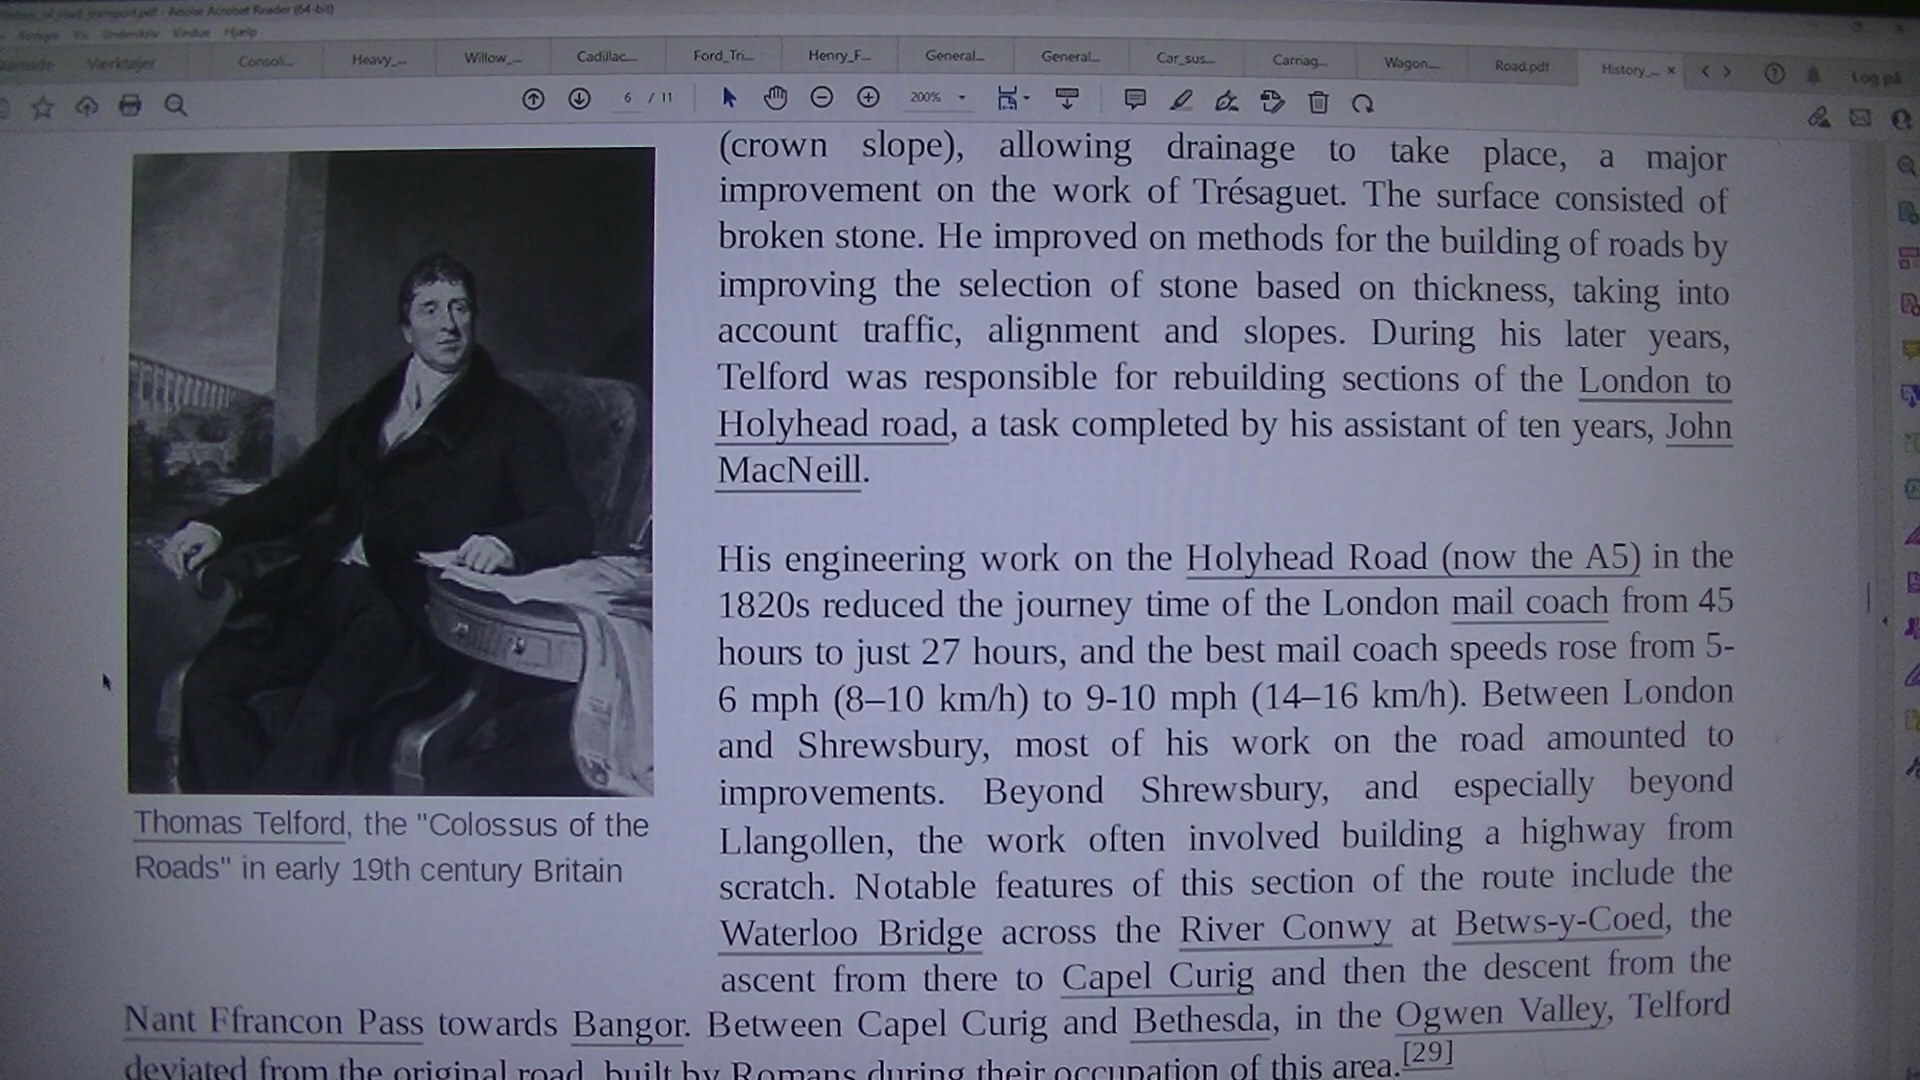 Adobe Acrobat Reader (64-bit)
Vindue Hjælp
Værktøjer Consoli... Heavy_... Willow_... Cadillac... Ford_Tri... Henry_F... General... General... Car_sus... Carriag... Wagon... Road.pdf History_... × Log på
6 / 11 200%
(crown slope), allowing drainage to take place, a major
improvement on the work of Trésaguet. The surface consisted of
broken stone. He improved on methods for the building of roads by
improving the selection of stone based on thickness, taking into
account traffic, alignment and slopes. During his later years,
Telford was responsible for rebuilding sections of the London to
Holyhead road, a task completed by his assistant of ten years, John
MacNeill.
His engineering work on the Holyhead Road (now the A5) in the
1820s reduced the journey time of the London mail coach from 45
hours to just 27 hours, and the best mail coach speeds rose from 5-
6 mph (8–10 km/h) to 9-10 mph (14–16 km/h). Between London
and Shrewsbury, most of his work on the road amounted to
improvements. Beyond Shrewsbury, and especially beyond
Llangollen, the work often involved building a highway from
scratch. Notable features of this section of the route include the
Waterloo Bridge across the River Conwy at Betws-y-Coed, the
ascent from there to Capel Curig and then the descent from the
Nant Ffrancon Pass towards Bangor. Between Capel Curig and Bethesda, in the Ogwen Valley, Telford
deviated from the original road, built by Romans during their occupation of this area.[29]
Thomas Telford, the "Colossus of the
Roads" in early 19th century Britain